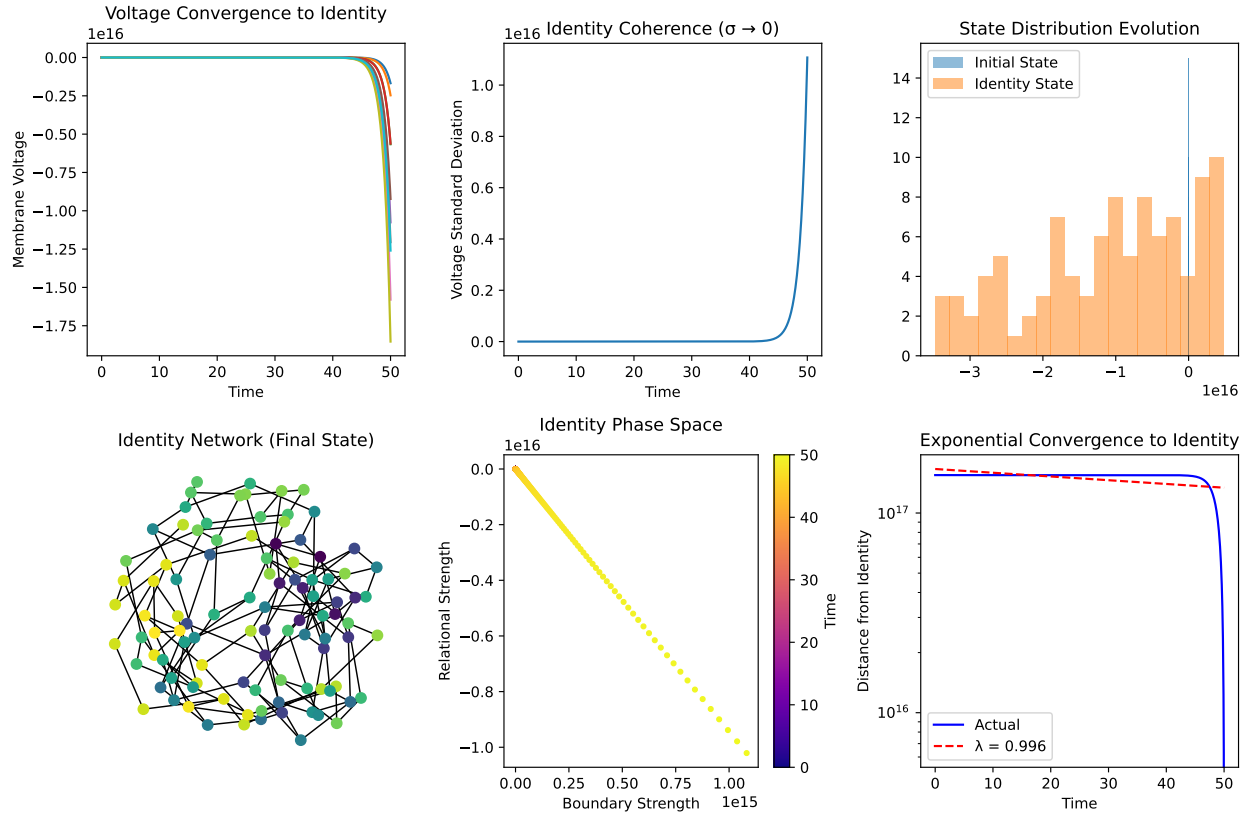 Voltage Convergence to Identity
1e16
0.00
−0.25
−0.50
−0.75
−1.00
−1.25
−1.50
−1.75
Membrane Voltage
0 10 20 30 40 50
Time
1e16
Identity Coherence (σ → 0)
1.0
0.8
0.6
0.4
0.2
0.0
Voltage Standard Deviation
0 10 20 30 40 50
Time
State Distribution Evolution
Initial State
Identity State
14
12
10
8
6
4
2
0
−3 −2 −1 0
1e16
Identity Network (Final State)
Identity Phase Space
1e16
0.0
−0.2
−0.4
−0.6
−0.8
−1.0
Relational Strength
0.00 0.25 0.50 0.75 1.00
Boundary Strength
1e15
50
40
30
20
10
0
Time
Exponential Convergence to Identity
10¹⁷
10¹⁶
Distance from Identity
Actual
λ = 0.996
0 10 20 30 40 50
Time